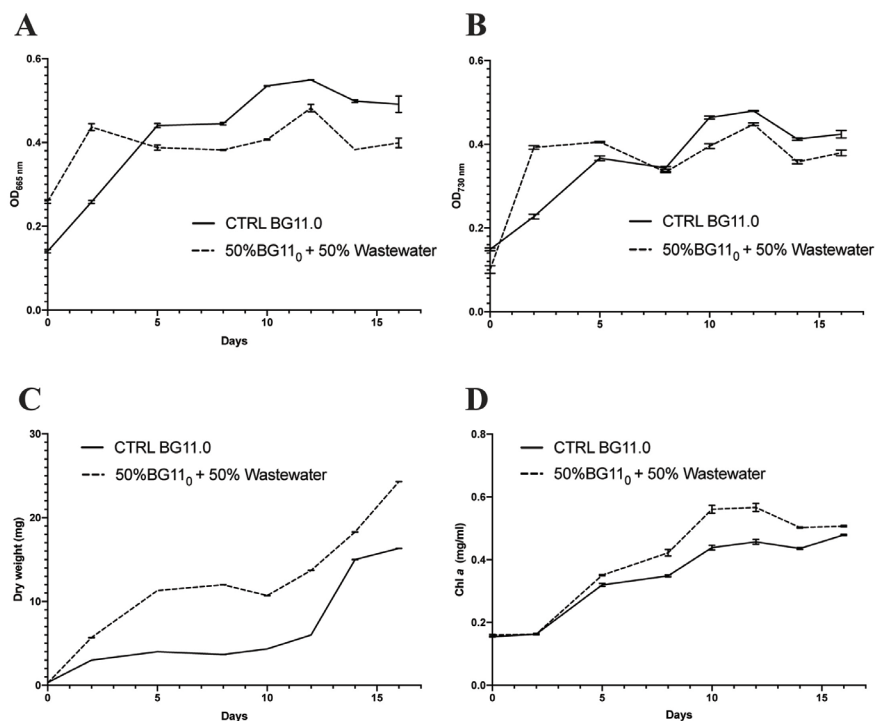 A
0.6
0.4
0.2
0.0
OD665 nm
CTRL BG11.0
50%BG110 + 50% Wastewater
0 5 10 15
Days
B
0.6
0.4
0.2
0.0
OD730 nm
CTRL BG11.0
50%BG110 + 50% Wastewater
0 5 10 15
Days
C
30
20
10
0
Dry weight (mg)
CTRL BG11.0
50%BG110 + 50% Wastewater
0 5 10 15
Days
D
0.8
0.6
0.4
0.2
0.0
Chl a (mg/ml)
CTRL BG11.0
50%BG110 + 50% Wastewater
0 5 10 15
Days